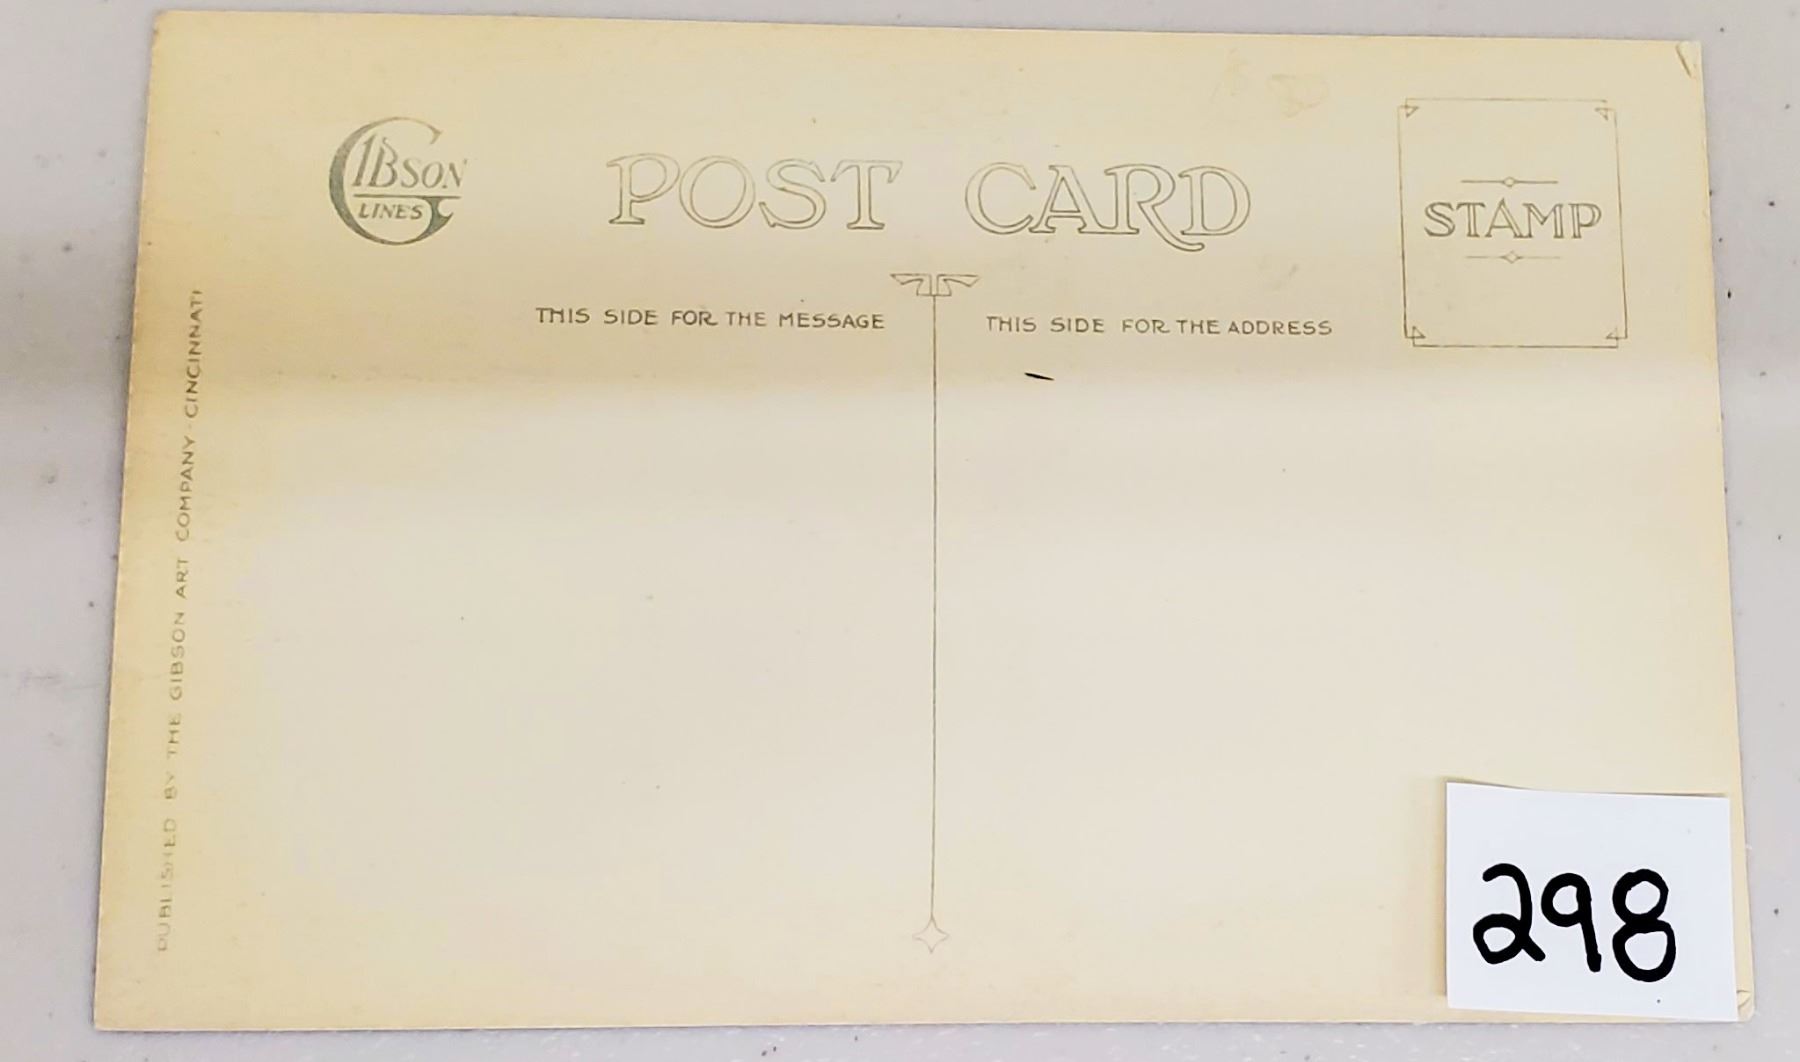 GIBSON
LINES
POST CARD
STAMP
THIS SIDE FOR THE MESSAGE
THIS SIDE FOR THE ADDRESS
PUBLISHED BY THE GIBSON ART COMPANY - CINCINNATI
298